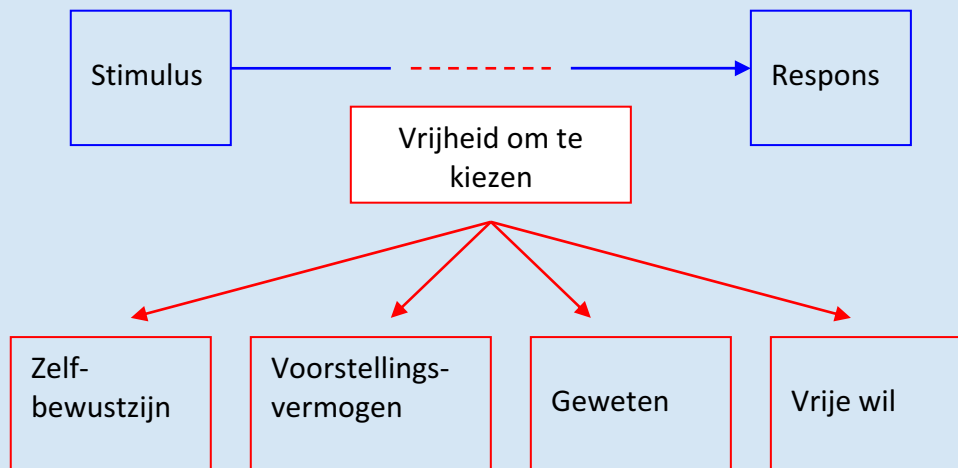 Stimulus
Respons
Vrijheid om te
kiezen
Zelf-
bewustzijn
Voorstellings-
vermogen
Geweten
Vrije wil